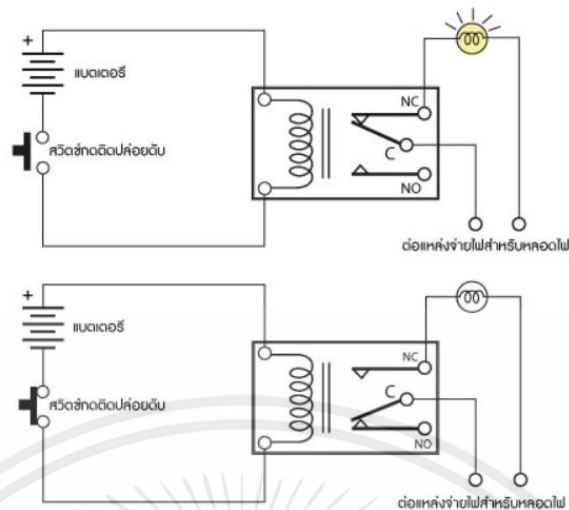 +
แบตเตอรี่
สวิตซ์กดติดปล่อยดับ
NC
C
NO
ต่อแหล่งจ่ายไฟสำหรับหลอดไฟ
+
แบตเตอรี่
สวิตซ์กดติดปล่อยดับ
NC
C
NO
ต่อแหล่งจ่ายไฟสำหรับหลอดไฟ